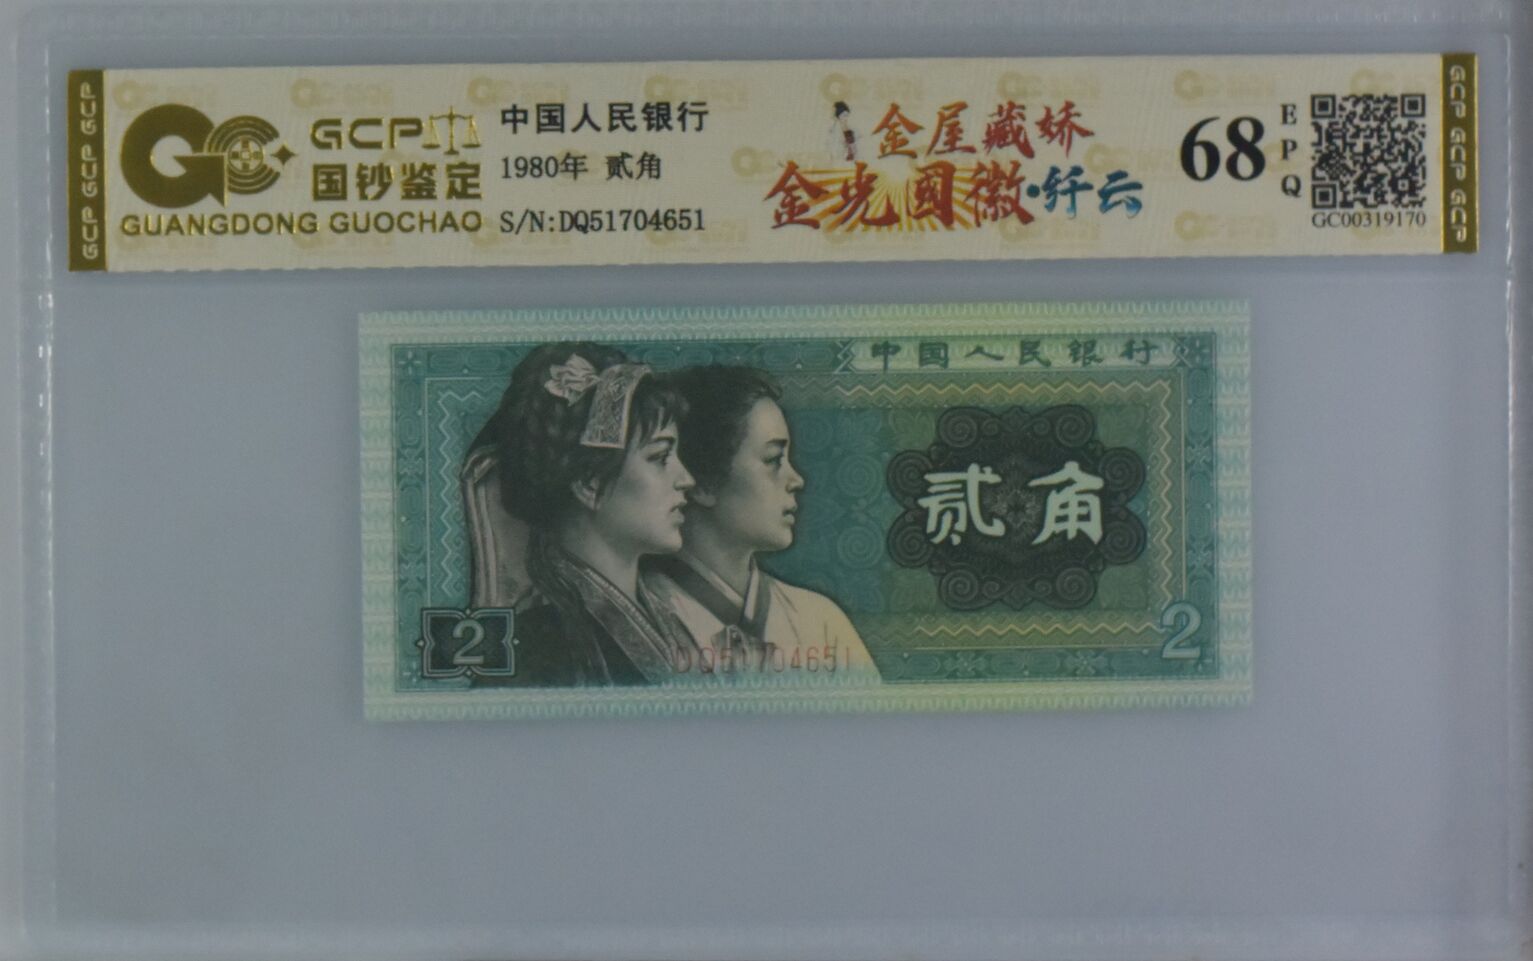 GCP GCP GCP
GCP
国钞鉴定
GUANGDONG GUOCHAO
中国人民银行
1980年 贰角
S/N:DQ51704651
金屋藏娇
金光國徽·纤云
68
EPQ
GC00319170
GCP GCP GCP
中国人民银行
贰角
2
2
DQ51704651